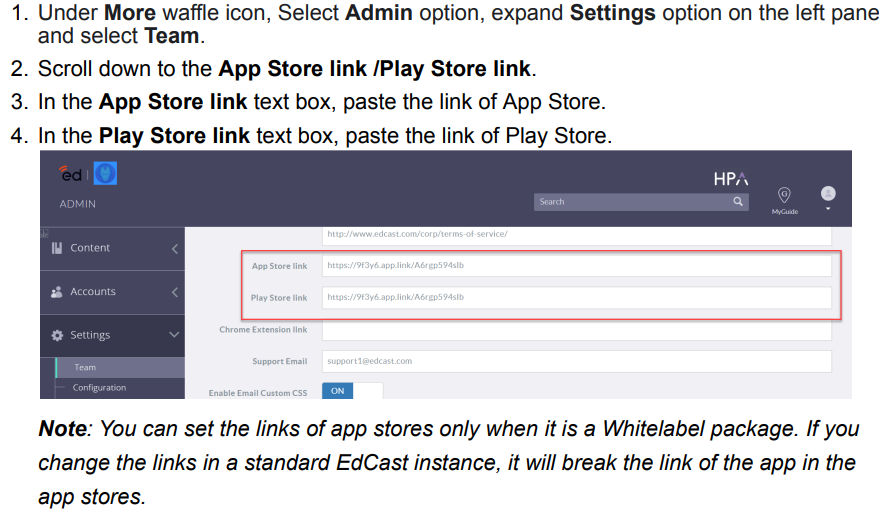 1. Under More waffle icon, Select Admin option, expand Settings option on the left pane
and select Team.
2. Scroll down to the App Store link /Play Store link.
3. In the App Store link text box, paste the link of App Store.
4. In the Play Store link text box, paste the link of Play Store.
ed
HPA
ADMIN
Search
G
MyGuide
http://www.edcast.com/corp/terms-of-service/
Content
App Store link https://9f3y6.app.link/A6rgp594slb
Accounts
Play Store link https://9f3y6.app.link/A6rgp594slb
Chrome Extension link
Settings
Support Email support1@edcast.com
Team
Configuration
Enable Email Custom CSS ON
Note: You can set the links of app stores only when it is a Whitelabel package. If you
change the links in a standard EdCast instance, it will break the link of the app in the
app stores.